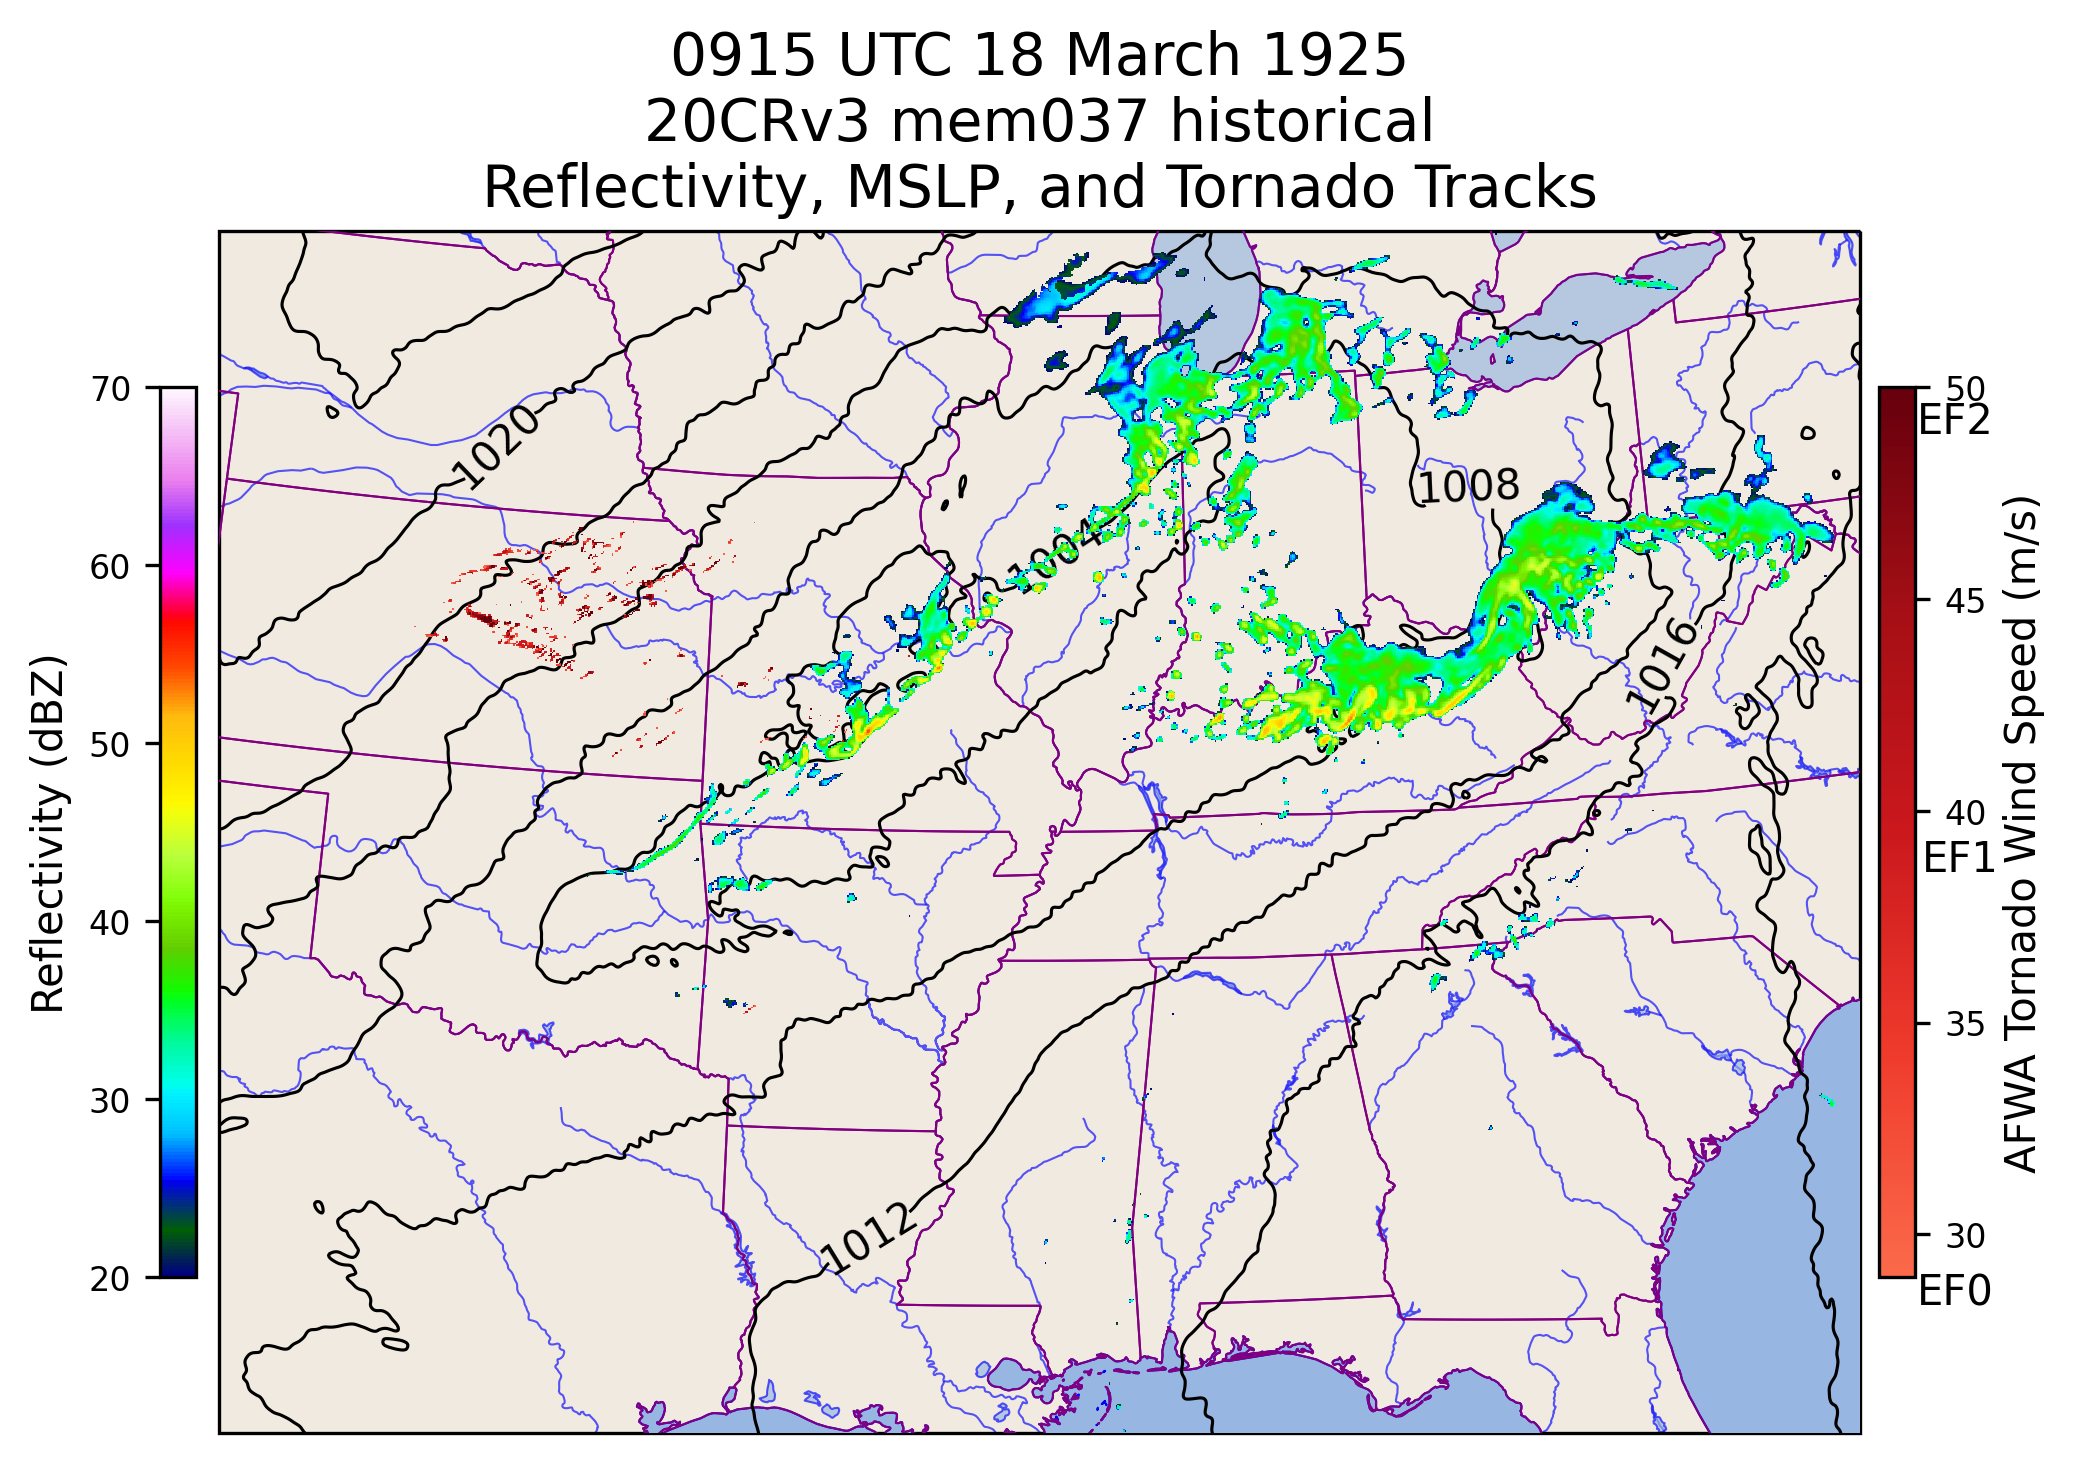 0915 UTC 18 March 1925
20CRv3 mem037 historical
Reflectivity, MSLP, and Tornado Tracks
70
60
50
40
30
20
Reflectivity (dBZ)
1020
1008
1004
1016
1012
50
EF2
45
40
EF1
35
30
EF0
AFWA Tornado Wind Speed (m/s)